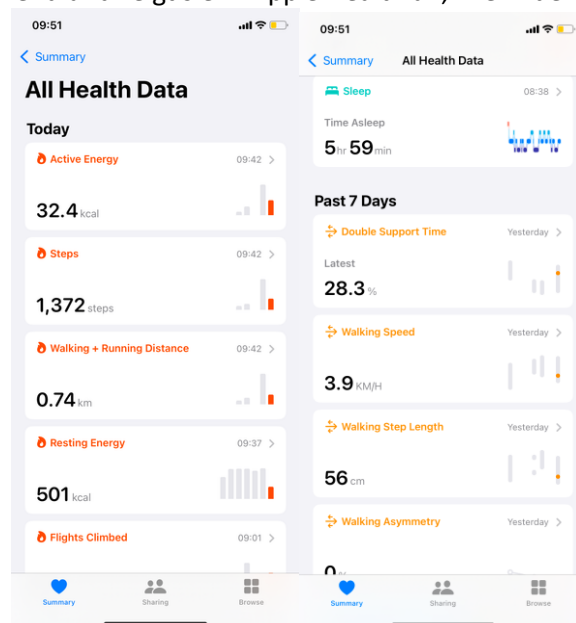 09:51
Summary
All Health Data
Today
Active Energy 09:42
32.4 kcal
Steps 09:42
1,372 steps
Walking + Running Distance 09:42
0.74 km
Resting Energy 09:37
501 kcal
Flights Climbed 09:01
Summary Sharing Browse
09:51
Summary All Health Data
Sleep 08:38
Time Asleep
5 hr 59 min
Past 7 Days
Double Support Time Yesterday
Latest
28.3 %
Walking Speed Yesterday
3.9 KM/H
Walking Step Length Yesterday
56 cm
Walking Asymmetry Yesterday
Summary Sharing Browse